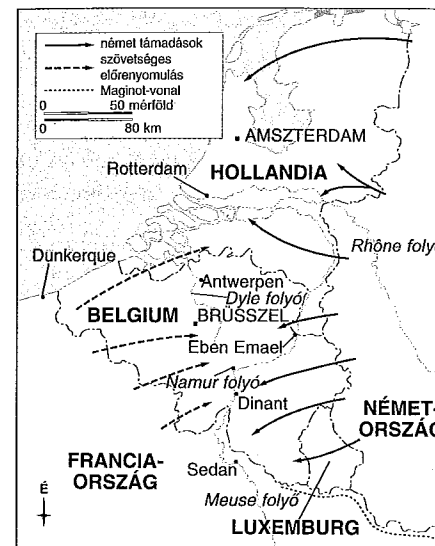 német támadások
szövetséges
előrenyomulás
Maginot-vonal
0 50 mérföld
0 80 km
AMSZTERDAM
HOLLANDIA
Rotterdam
Rhône folyó
Dunkerque
Antwerpen
Dyle folyó
BELGIUM
BRÜSSZEL
Eben Emael
Namur folyó
Dinant
NÉMET-
ORSZÁG
FRANCIA-
ORSZÁG
Sedan
É
Meuse folyó
LUXEMBURG